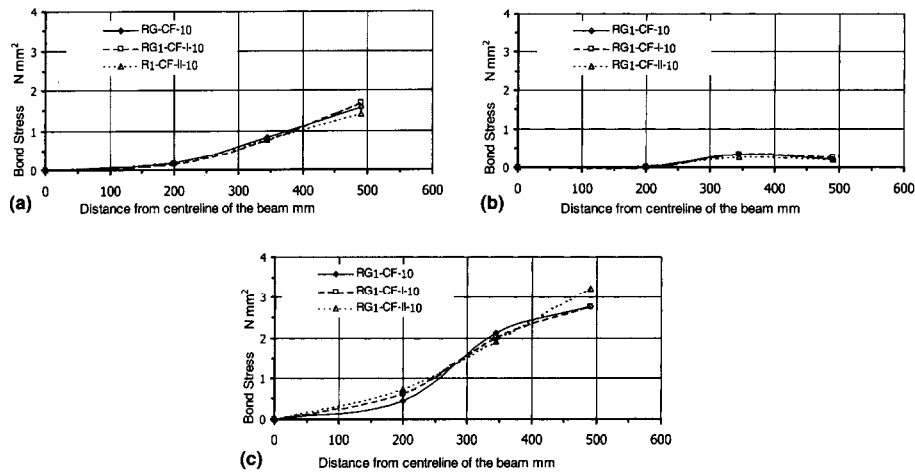 4
3
2
1
0
N mm²
Bond Stress
RG-CF-10
RG1-CF-I-10
R1-CF-II-10
0 100 200 300 400 500 600
(a) Distance from centreline of the beam mm
4
3
2
1
0
N mm²
Bond Stress
RG1-CF-10
RG1-CF-I-10
RG1-CF-II-10
0 100 200 300 400 500 600
(b) Distance from centreline of the beam mm
4
3
2
1
0
N mm²
Bond Stress
RG1-CF-10
RG1-CF-I-10
RG1-CF-II-10
0 100 200 300 400 500 600
(c) Distance from centreline of the beam mm